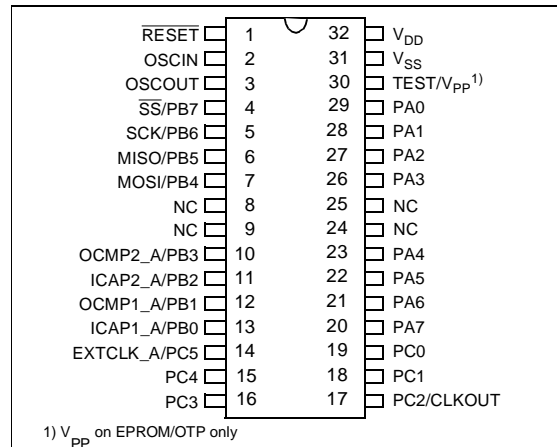 RESET 1 32 VDD
OSCIN 2 31 VSS
OSCOUT 3 30 TEST/VPP1)
SS/PB7 4 29 PA0
SCK/PB6 5 28 PA1
MISO/PB5 6 27 PA2
MOSI/PB4 7 26 PA3
NC 8 25 NC
NC 9 24 NC
OCMP2_A/PB3 10 23 PA4
ICAP2_A/PB2 11 22 PA5
OCMP1_A/PB1 12 21 PA6
ICAP1_A/PB0 13 20 PA7
EXTCLK_A/PC5 14 19 PC0
PC4 15 18 PC1
PC3 16 17 PC2/CLKOUT
1) VPP on EPROM/OTP only